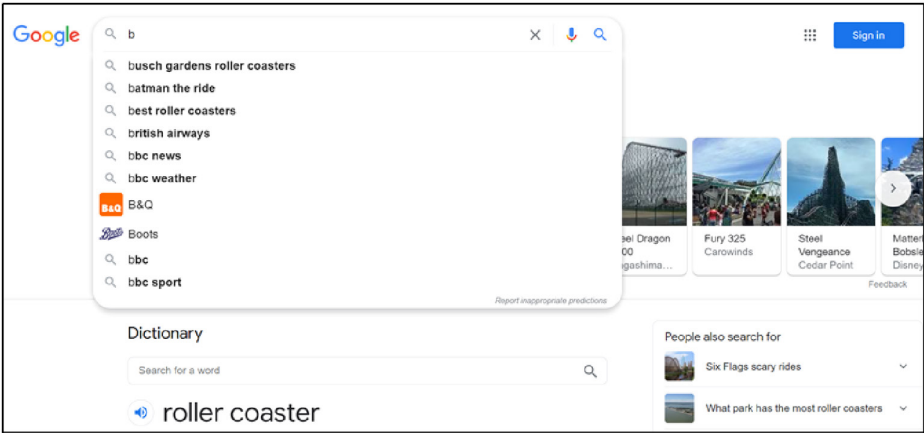 Google
b
Sign in
busch gardens roller coasters
batman the ride
best roller coasters
british airways
bbc news
bbc weather
B&Q B&Q
Boots Boots
bbc
bbc sport
Report inappropriate predictions
eel Dragon
00
gashima...
Fury 325
Carowinds
Steel
Vengeance
Cedar Point
Matter
Bobsle
Disney
Feedback
Dictionary
Search for a word
roller coaster
People also search for
Six Flags scary rides
What park has the most roller coasters